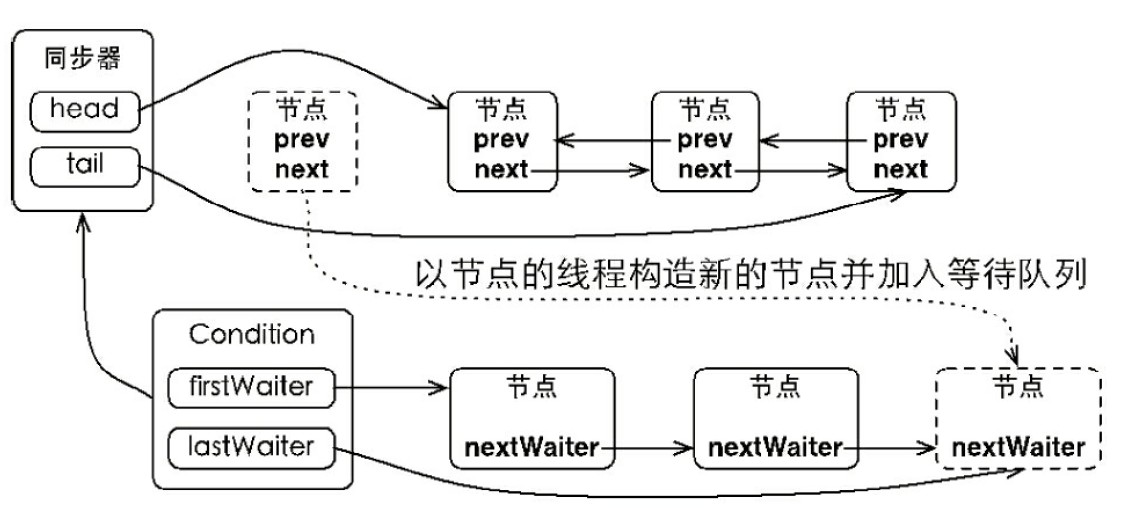 同步器
head
tail
节点
prev
next
节点
prev
next
节点
prev
next
节点
prev
next
以节点的线程构造新的节点并加入等待队列
Condition
firstWaiter
lastWaiter
节点
nextWaiter
节点
nextWaiter
节点
nextWaiter